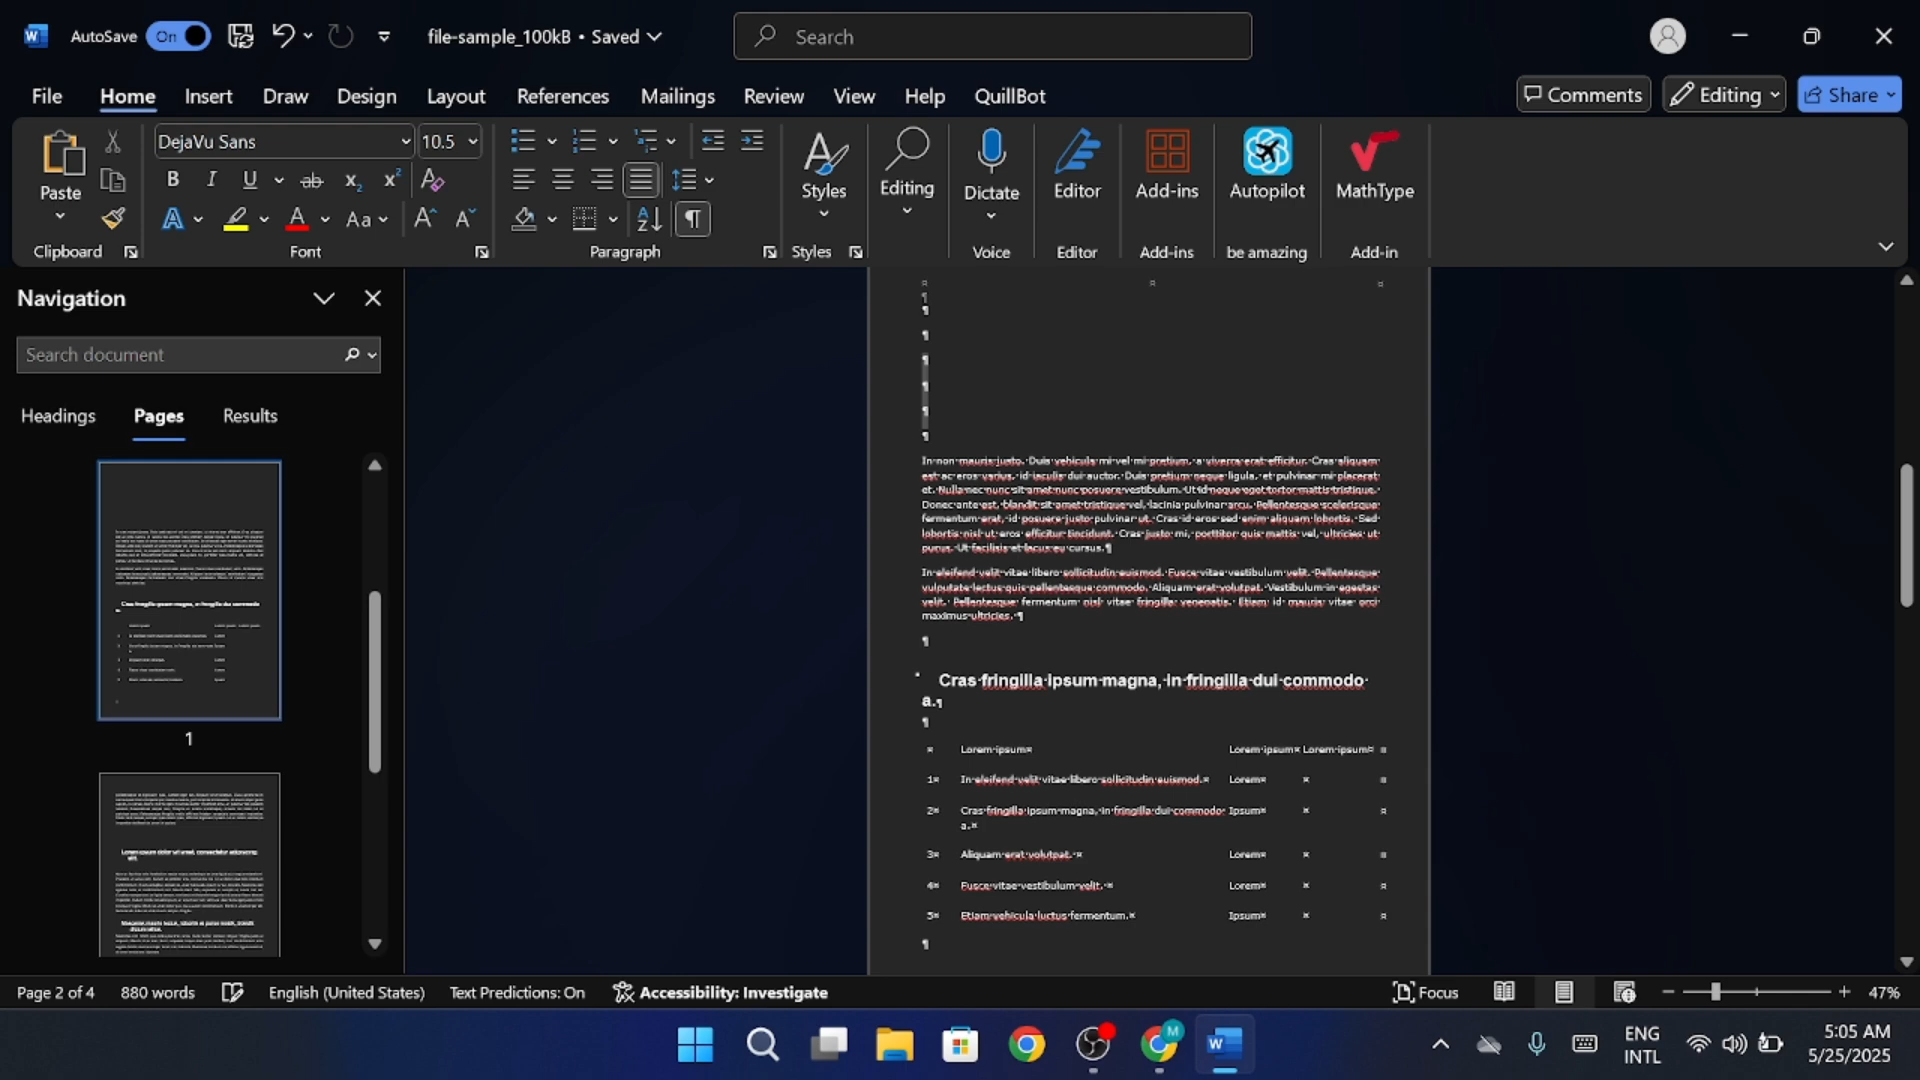 AutoSave On file-sample_100kB • Saved Search
File Home Insert Draw Design Layout References Mailings Review View Help QuillBot Comments Editing Share
DejaVu Sans 10.5
Paste Styles Editing Dictate Editor Add-ins Autopilot MathType
Clipboard Font Paragraph Styles Voice Editor Add-ins be amazing Add-in
Navigation
Search document
Headings Pages Results
1
In non mauris justo. Duis vehicula mi vel mi pretium, a viverra erat efficitur. Cras aliquam
est ac eros varius, id iaculis dui auctor. Duis pretium neque ligula, et pulvinar mi placerat
et. Nulla nec nunc sit amet nunc posuere vestibulum. Ut id neque eget tortor mattis tristique.
Donec ante est, blandit sit amet tristique vel, lacinia pulvinar arcu. Pellentesque scelerisque
fermentum erat, id posuere justo pulvinar ut. Cras id eros sed enim aliquam lobortis. Sed
lobortis nisl ut eros efficitur tincidunt. Cras justo mi, porttitor quis mattis vel, ultricies ut
purus. Ut facilisis et lacus eu cursus.¶
In eleifend velit vitae libero sollicitudin euismod. Fusce vitae vestibulum velit. Pellentesque
vulputate lectus quis pellentesque commodo. Aliquam erat volutpat. Vestibulum in egestas
velit. Pellentesque fermentum nisl vitae fringilla venenatis. Etiam id mauris vitae orci
maximus ultricies. ¶
Cras fringilla ipsum magna, in fringilla dui commodo
a.¶
Lorem ipsum Lorem ipsum Lorem ipsum
1 In eleifend velit vitae libero sollicitudin euismod. Lorem
2 Cras fringilla ipsum magna, in fringilla dui commodo Ipsum
a.
3 Aliquam erat volutpat. Lorem
4 Fusce vitae vestibulum velit. Lorem
5 Etiam vehicula luctus fermentum. Ipsum
Page 2 of 4 880 words English (United States) Text Predictions: On Accessibility: Investigate Focus 47%
ENG
INTL
5:05 AM
5/25/2025